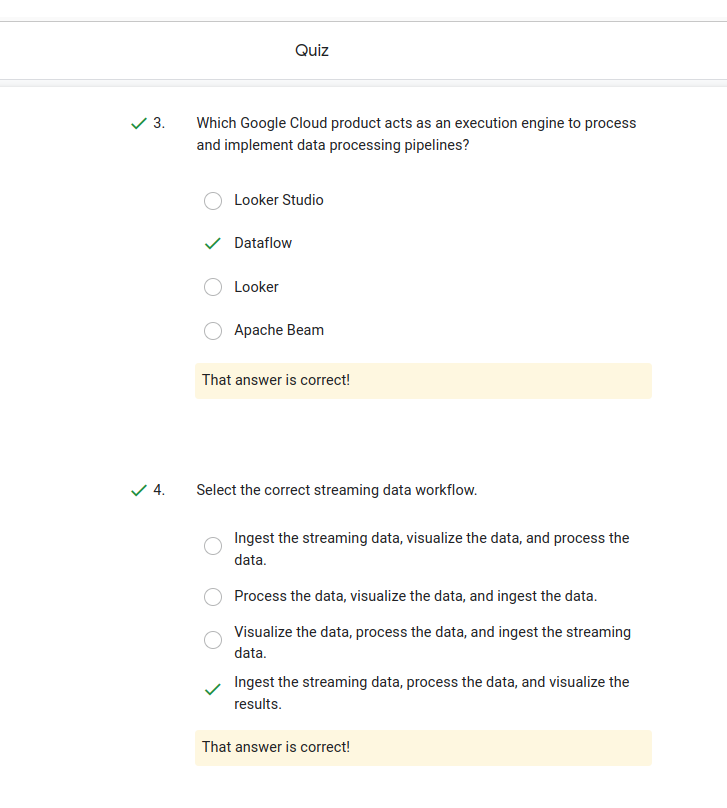 Quiz
3. Which Google Cloud product acts as an execution engine to process
and implement data processing pipelines?
Looker Studio
Dataflow
Looker
Apache Beam
That answer is correct!
4. Select the correct streaming data workflow.
Ingest the streaming data, visualize the data, and process the
data.
Process the data, visualize the data, and ingest the data.
Visualize the data, process the data, and ingest the streaming
data.
Ingest the streaming data, process the data, and visualize the
results.
That answer is correct!